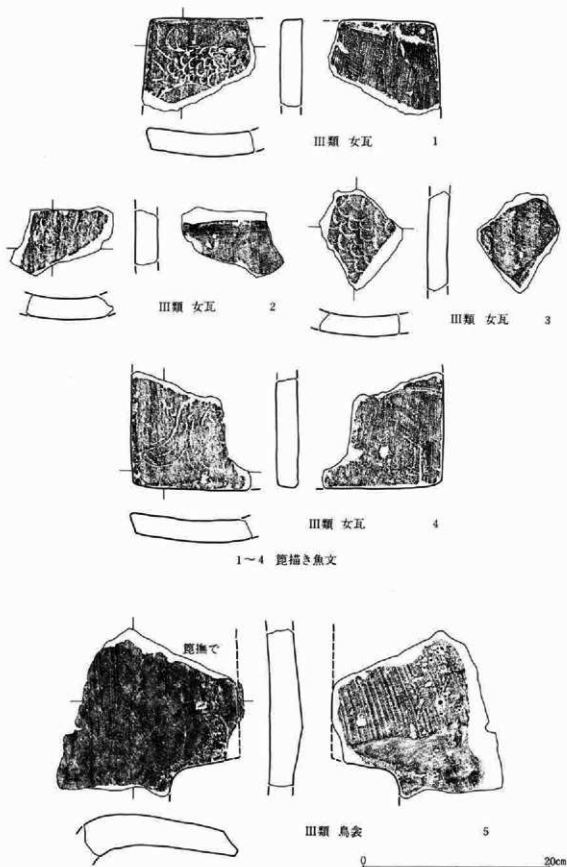 III類 女瓦 1
III類 女瓦 2
III類 女瓦 3
III類 女瓦 4
1〜4 箆描き魚文
箆撫で
III類 鳥衾 5
0 20cm